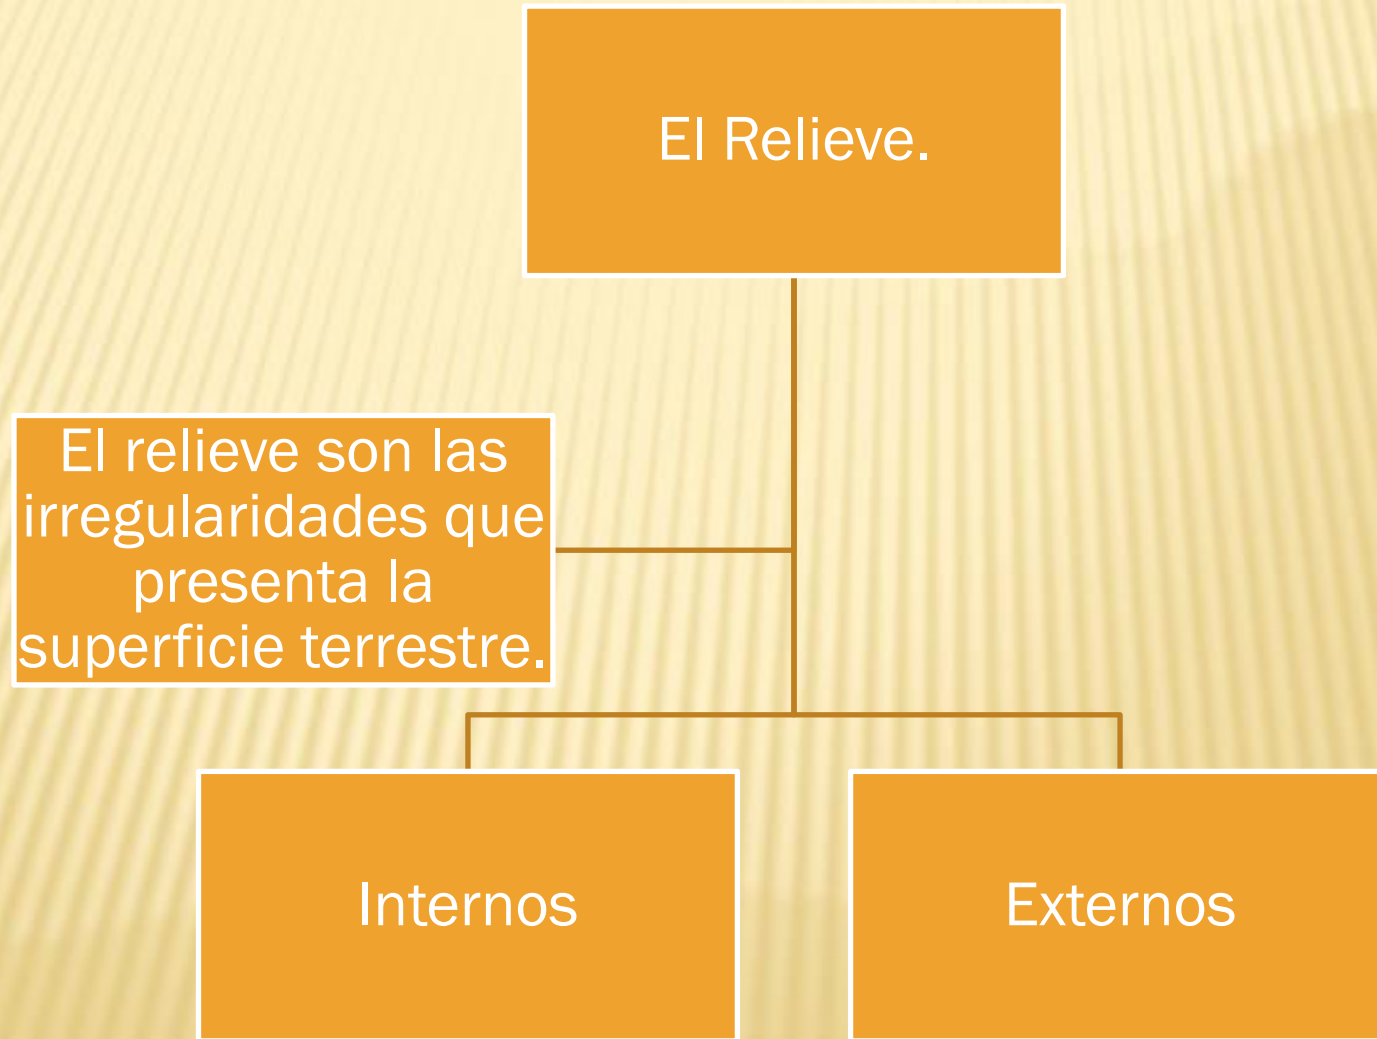 El Relieve.
El relieve son las
irregularidades que
presenta la
superficie terrestre.
Internos
Externos